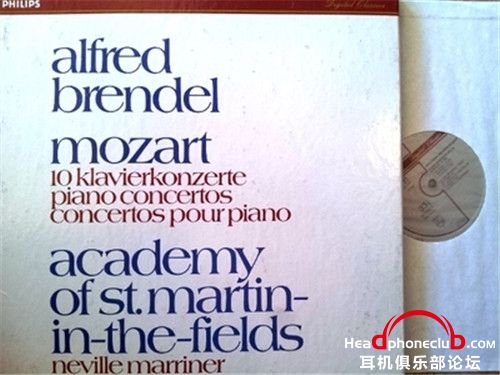 PHILIPS
Digital Classics
alfred
brendel
mozart
10 klavierkonzerte
piano concertos
concertos pour piano
academy
of st. martin-
in-the-fields
neville marriner
Headphoneclub.com
耳机俱乐部论坛